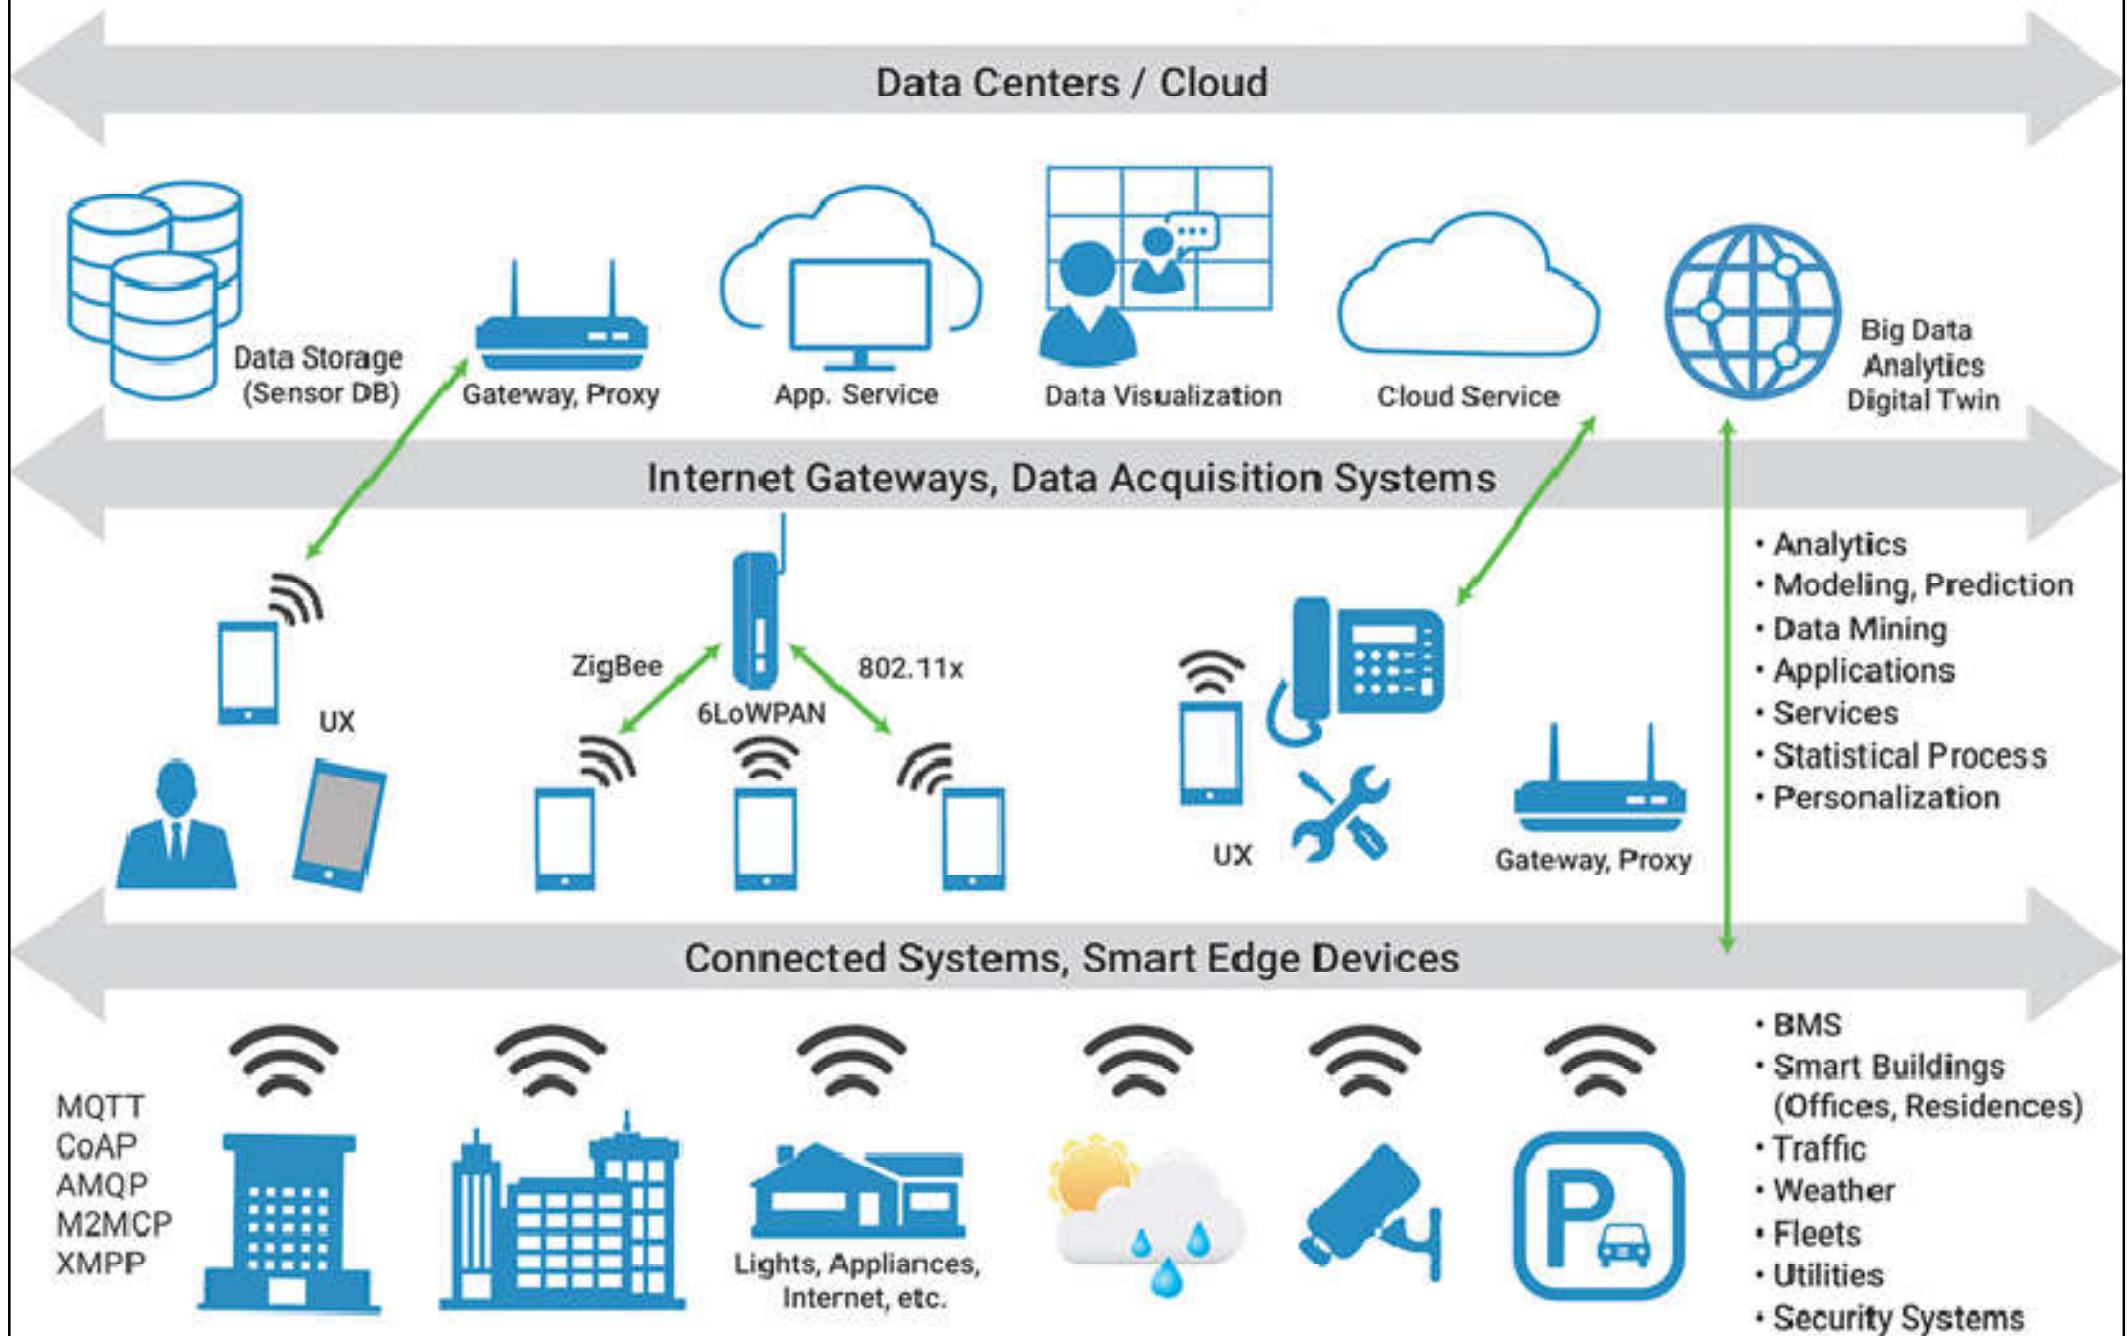 Data Centers / Cloud
Data Storage
(Sensor DB)
Gateway, Proxy
App. Service
Data Visualization
Cloud Service
Big Data
Analytics
Digital Twin
Internet Gateways, Data Acquisition Systems
UX
ZigBee
802.11x
6LoWPAN
UX
Gateway, Proxy
• Analytics
• Modeling, Prediction
• Data Mining
• Applications
• Services
• Statistical Process
• Personalization
Connected Systems, Smart Edge Devices
MQTT
CoAP
AMQP
M2MCP
XMPP
Lights, Appliances,
Internet, etc.
P
• BMS
• Smart Buildings
(Offices, Residences)
• Traffic
• Weather
• Fleets
• Utilities
• Security Systems